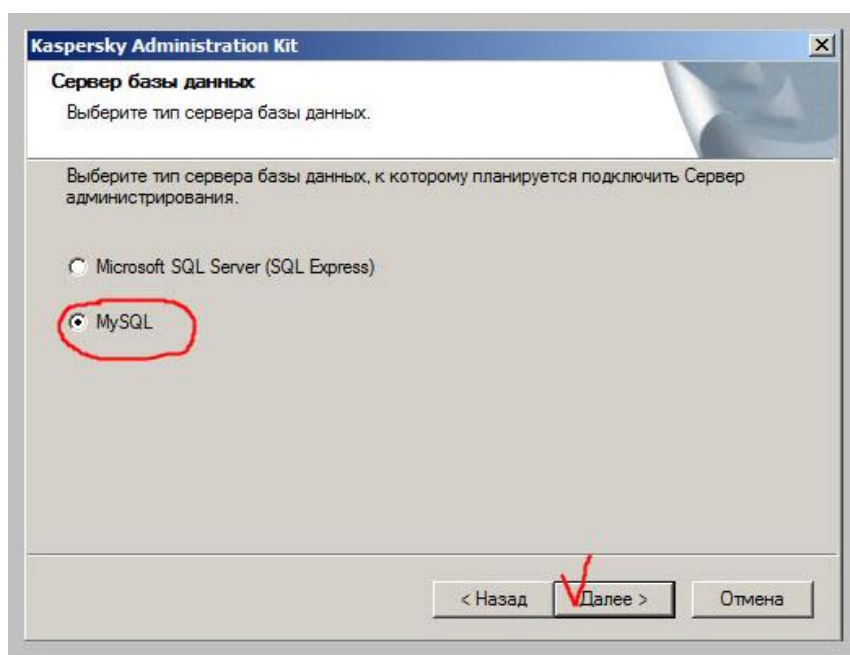 Kaspersky Administration Kit
Сервер базы данных
Выберите тип сервера базы данных.
Выберите тип сервера базы данных, к которому планируется подключить Сервер
администрирования.
Microsoft SQL Server (SQL Express)
MySQL
< Назад
Далее >
Отмена